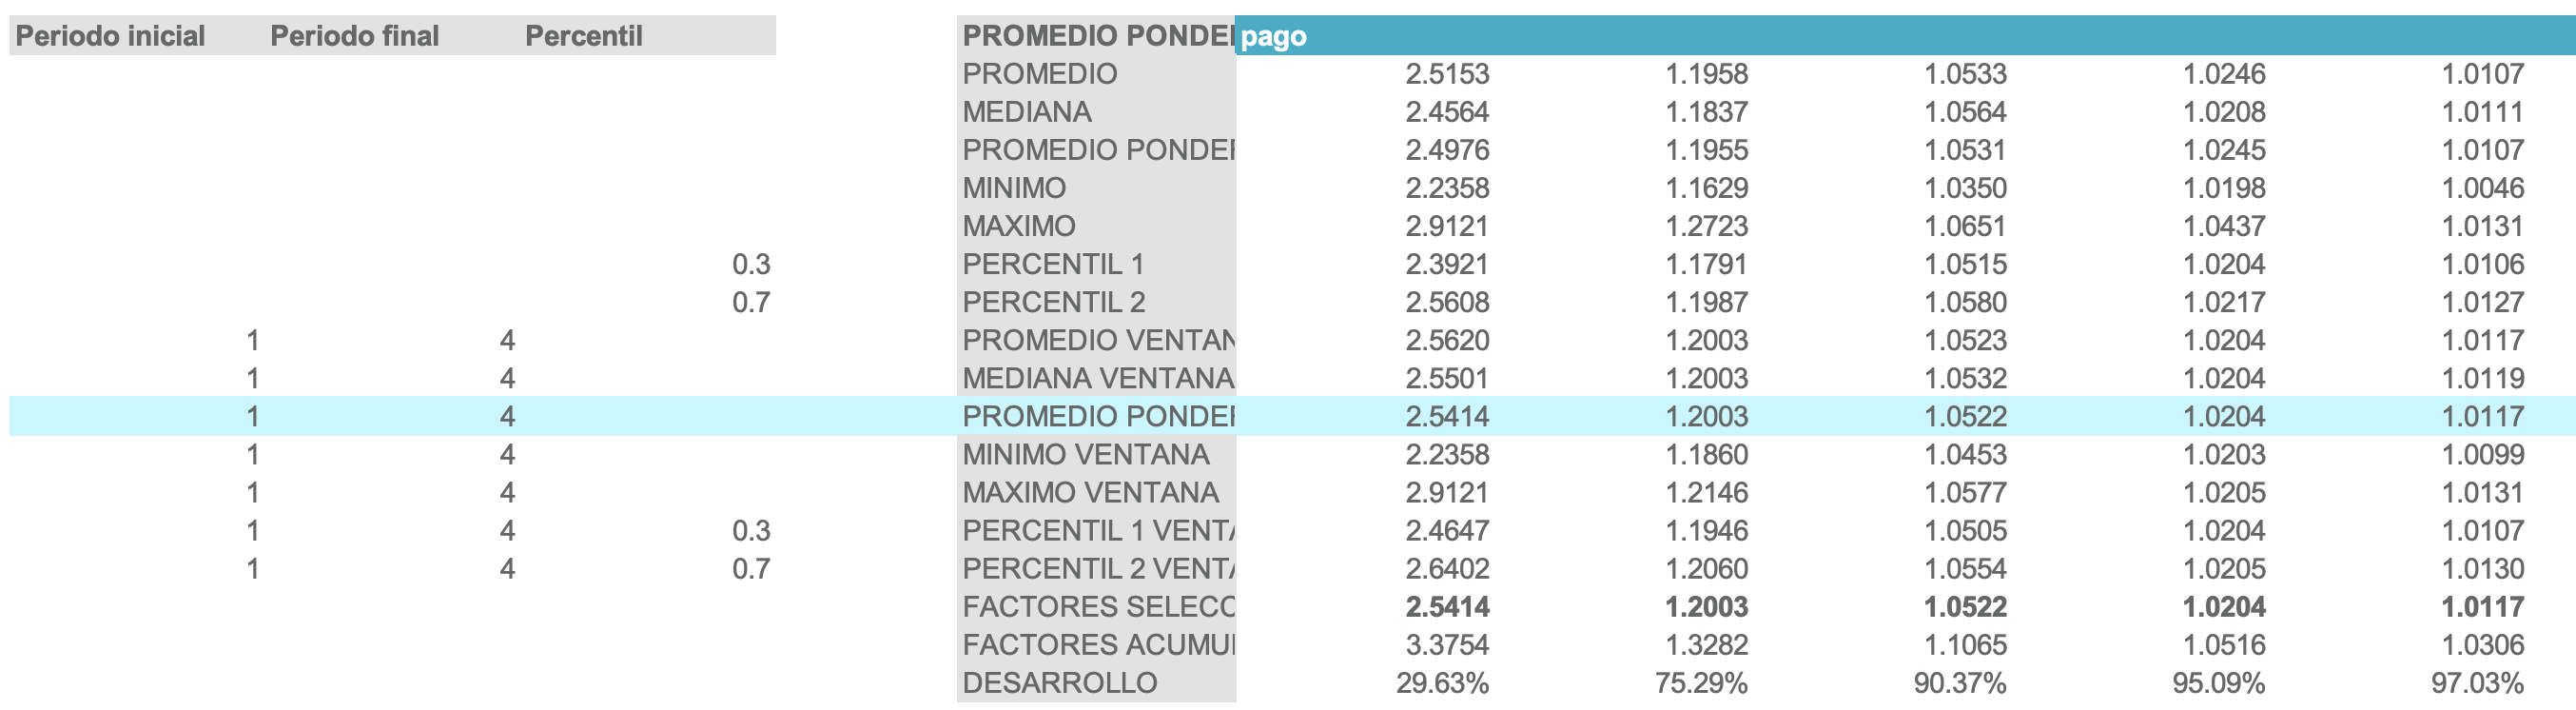 Periodo inicial Periodo final Percentil PROMEDIO PONDE pago
PROMEDIO 2.5153 1.1958 1.0533 1.0246 1.0107
MEDIANA 2.4564 1.1837 1.0564 1.0208 1.0111
PROMEDIO PONDE 2.4976 1.1955 1.0531 1.0245 1.0107
MINIMO 2.2358 1.1629 1.0350 1.0198 1.0046
MAXIMO 2.9121 1.2723 1.0651 1.0437 1.0131
0.3 PERCENTIL 1 2.3921 1.1791 1.0515 1.0204 1.0106
0.7 PERCENTIL 2 2.5608 1.1987 1.0580 1.0217 1.0127
1 4 PROMEDIO VENTAN 2.5620 1.2003 1.0523 1.0204 1.0117
1 4 MEDIANA VENTANA 2.5501 1.2003 1.0532 1.0204 1.0119
1 4 PROMEDIO PONDE 2.5414 1.2003 1.0522 1.0204 1.0117
1 4 MINIMO VENTANA 2.2358 1.1860 1.0453 1.0203 1.0099
1 4 MAXIMO VENTANA 2.9121 1.2146 1.0577 1.0205 1.0131
1 4 0.3 PERCENTIL 1 VENT 2.4647 1.1946 1.0505 1.0204 1.0107
1 4 0.7 PERCENTIL 2 VENT 2.6402 1.2060 1.0554 1.0205 1.0130
FACTORES SELEC 2.5414 1.2003 1.0522 1.0204 1.0117
FACTORES ACUMU 3.3754 1.3282 1.1065 1.0516 1.0306
DESARROLLO 29.63% 75.29% 90.37% 95.09% 97.03%